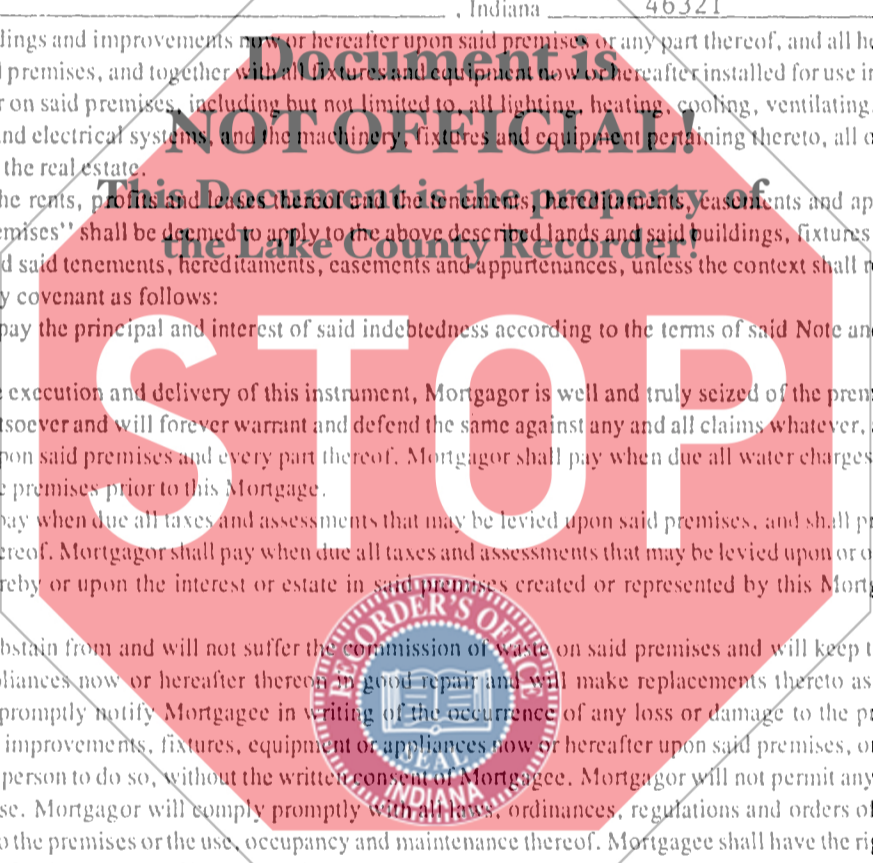 , Indiana 46321
dings and improvements now or hereafter upon said premises or any part thereof, and all he
Document is
premises, and together with all fixtures and equipment now or hereafter installed for use in
r on said premises, including but not limited to, all lighting, heating, cooling, ventilating,
NOT OFFICIAL!
nd electrical systems, and the machinery, fixtures and equipment pertaining thereto, all o
the real estate.
This Document is the property of
he rents, profits and leases thereof and the tenements, hereditaments, easements and ap
emises" shall be deemed to apply to the above described lands and said buildings, fixtures
the Lake County Recorder!
d said tenements, hereditaments, easements and appurtenances, unless the context shall r
y covenant as follows:
pay the principal and interest of said indebtedness according to the terms of said Note an
STOP
e execution and delivery of this instrument, Mortgagor is well and truly seized of the prem
tsoever and will forever warrant and defend the same against any and all claims whatever,
pon said premises and every part thereof. Mortgagor shall pay when due all water charges
e premises prior to this Mortgage.
pay when due all taxes and assessments that may be levied upon said premises, and shall pr
ereof. Mortgagor shall pay when due all taxes and assessments that may be levied upon or o
reby or upon the interest or estate in said premises created or represented by this Mortg
bstain from and will not suffer the commission of waste on said premises and will keep t
pliances now or hereafter thereon in good repair and will make replacements thereto as
promptly notify Mortgagee in writing of the occurrence of any loss or damage to the pr
improvements, fixtures, equipment or appliances now or hereafter upon said premises, or
person to do so, without the written consent of Mortgagee. Mortgagor will not permit any
se. Mortgagor will comply promptly with all laws, ordinances, regulations and orders of
o the premises or the use, occupancy and maintenance thereof. Mortgagee shall have the rig
RECORDER'S OFFICE
SEAL
INDIANA